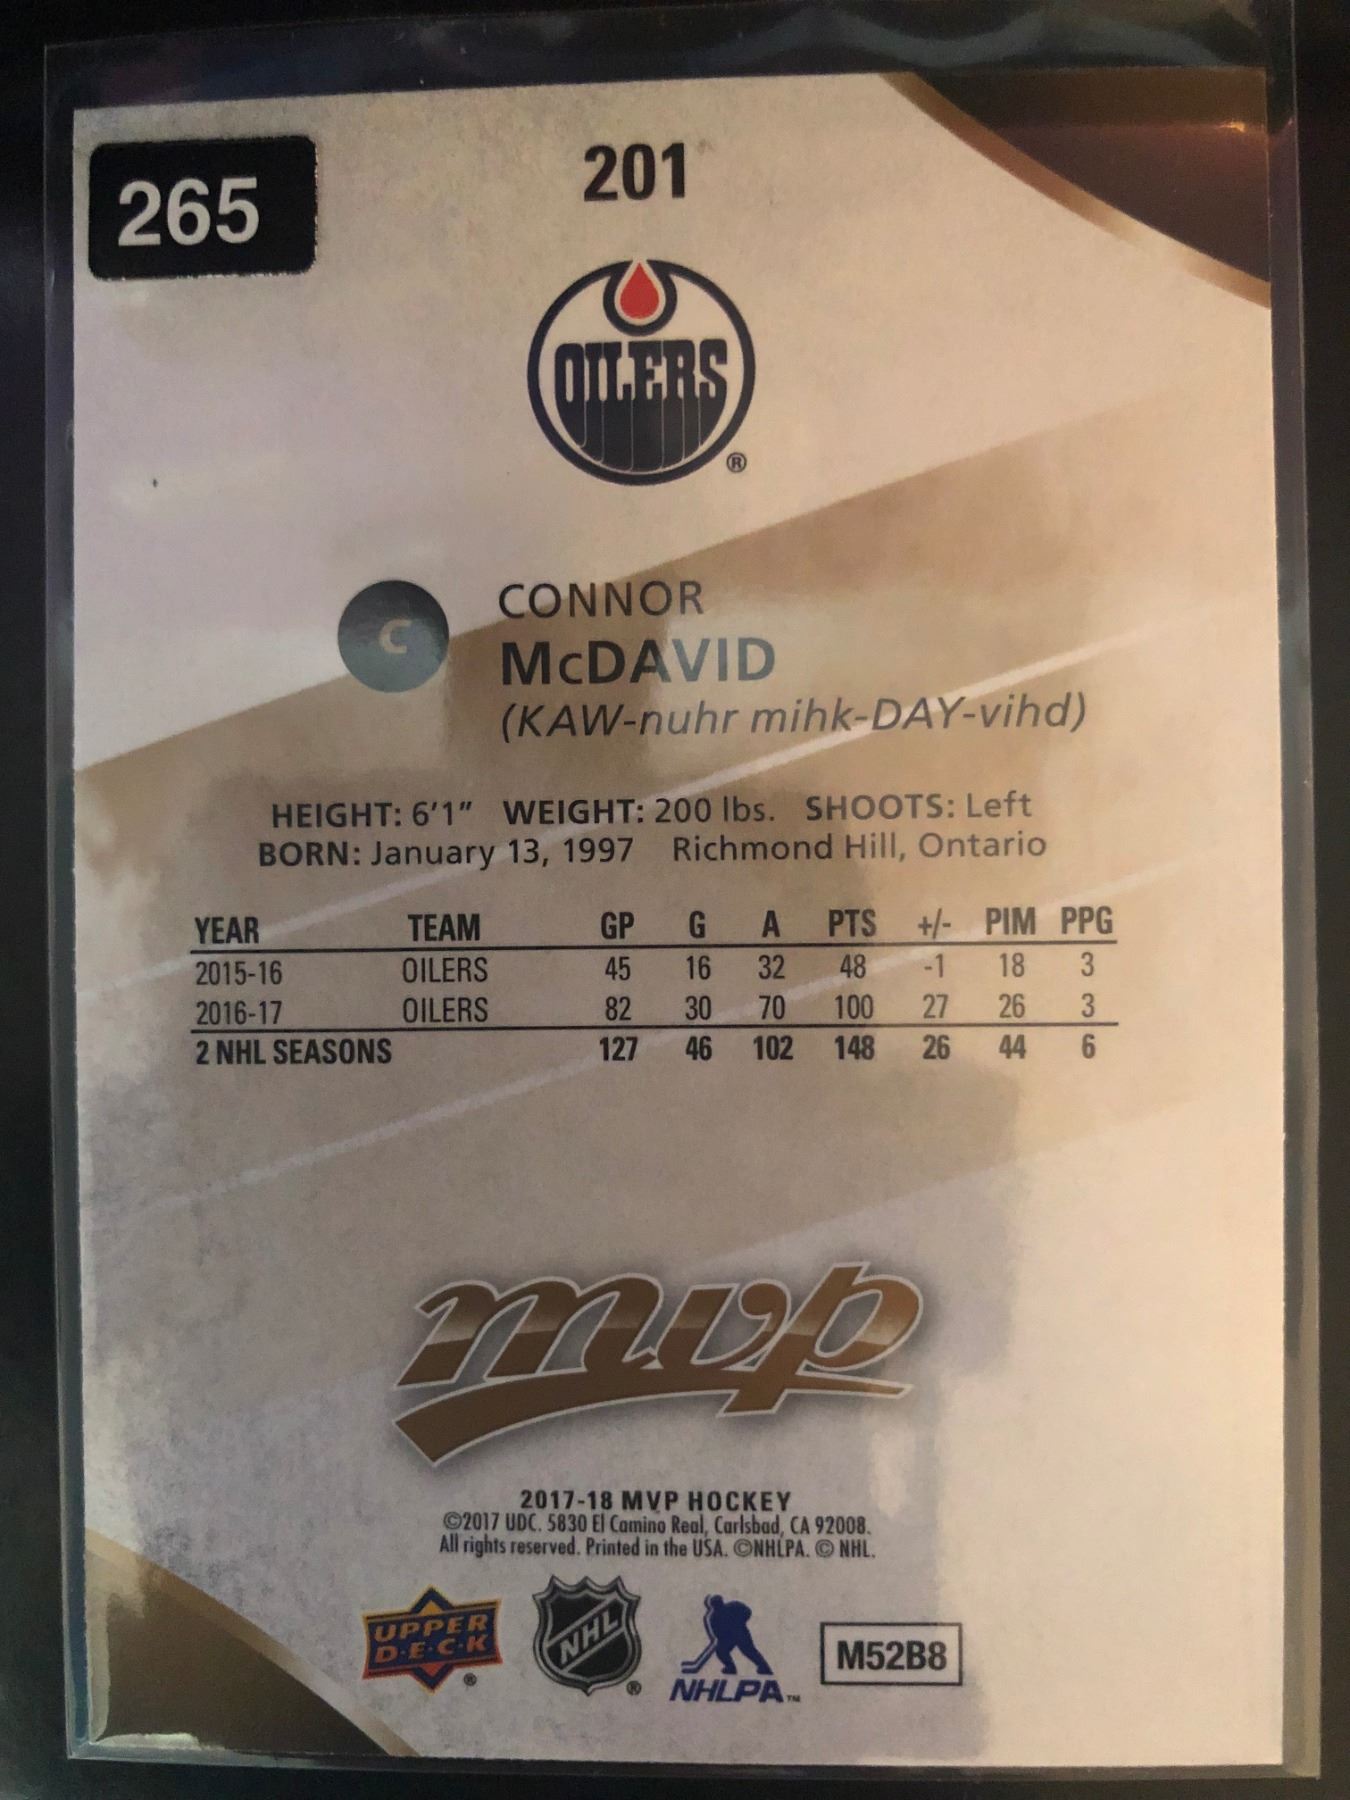 265
201
OILERS
®
C
CONNOR
McDAVID
(KAW-nuhr mihk-DAY-vihd)
HEIGHT: 6'1" WEIGHT: 200 lbs. SHOOTS: Left
BORN: January 13, 1997 Richmond Hill, Ontario
YEAR TEAM GP G A PTS +/- PIM PPG
2015-16 OILERS 45 16 32 48 -1 18 3
2016-17 OILERS 82 30 70 100 27 26 3
2 NHL SEASONS 127 46 102 148 26 44 6
mvp
2017-18 MVP HOCKEY
©2017 UDC. 5830 El Camino Real, Carlsbad, CA 92008.
All rights reserved. Printed in the USA. ©NHLPA. © NHL.
UPPER
D·E·C·K
®
NHL
®
NHLPA™
M52B8